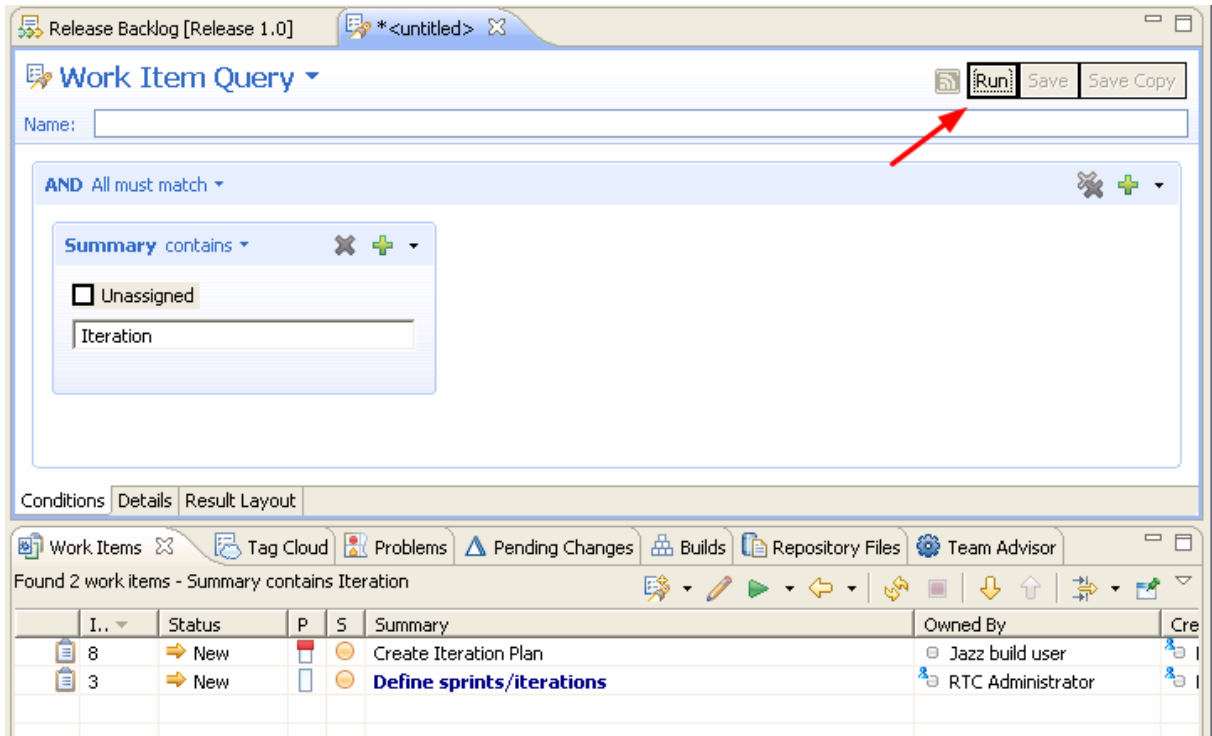 Release Backlog [Release 1.0] *<untitled>
Work Item Query
Run Save Save Copy
Name:
AND All must match
Summary contains
Unassigned
Iteration
Conditions Details Result Layout
Work Items Tag Cloud Problems Pending Changes Builds Repository Files Team Advisor
Found 2 work items - Summary contains Iteration
I.. Status P S Summary Owned By Cre
8 New Create Iteration Plan Jazz build user
3 New Define sprints/iterations RTC Administrator